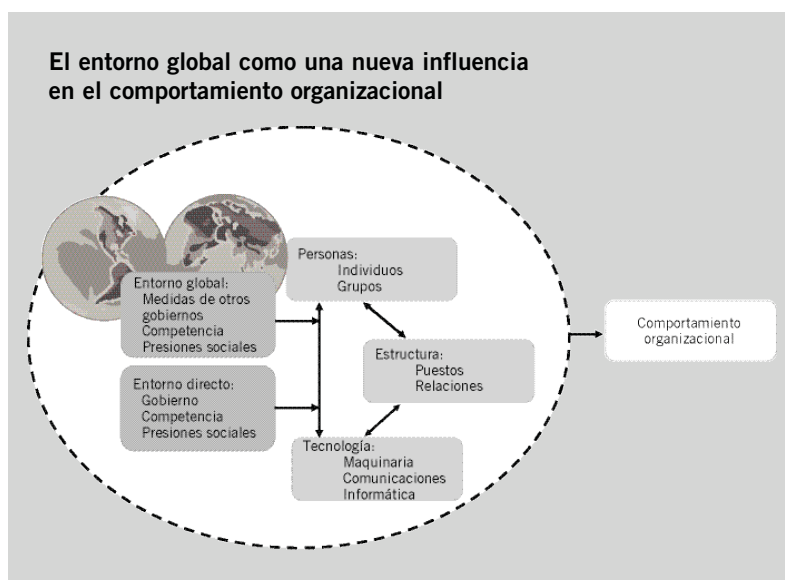 El entorno global como una nueva influencia
en el comportamiento organizacional
Personas:
Individuos
Grupos
Entorno global:
Medidas de otros
gobiernos
Competencia
Presiones sociales
Comportamiento
organizacional
Estructura:
Puestos
Relaciones
Entorno directo:
Gobierno
Competencia
Presiones sociales
Tecnología:
Maquinaria
Comunicaciones
Informática